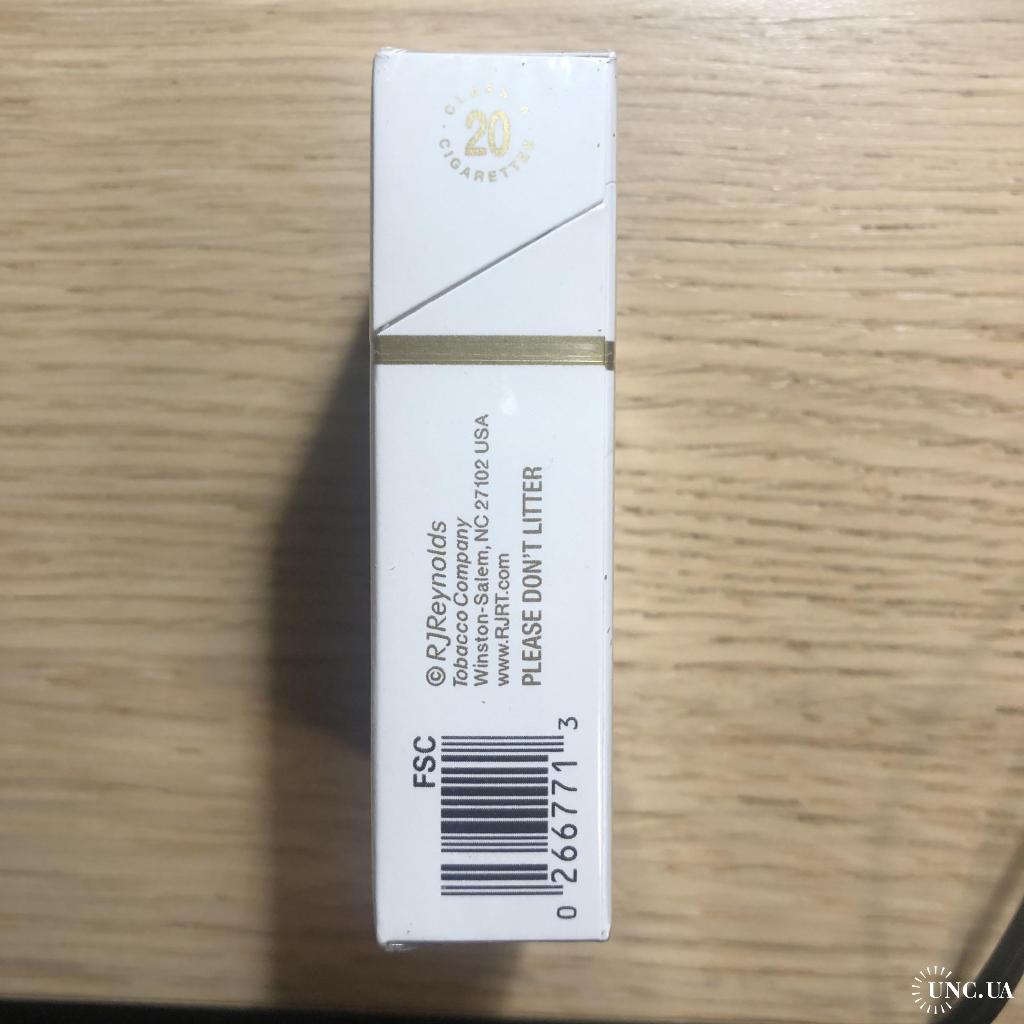 CLASS A
20
CIGARETTES
©RJReynolds
Tobacco Company
Winston-Salem, NC 27102 USA
www.RJRT.com
PLEASE DON'T LITTER
FSC
0 266771 3
UNC.UA